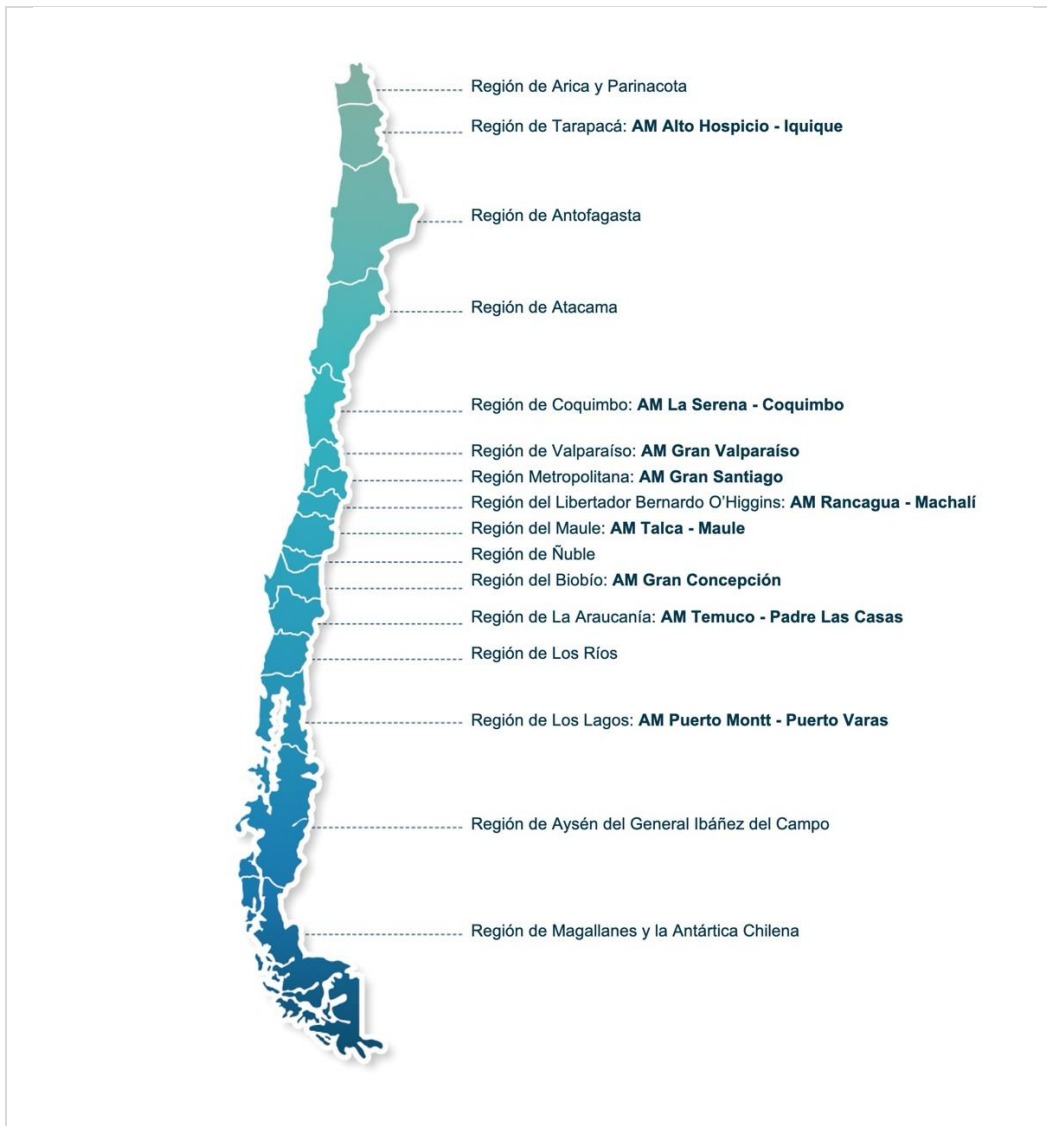 Región de Arica y Parinacota
Región de Tarapacá: AM Alto Hospicio - Iquique
Región de Antofagasta
Región de Atacama
Región de Coquimbo: AM La Serena - Coquimbo
Región de Valparaíso: AM Gran Valparaíso
Región Metropolitana: AM Gran Santiago
Región del Libertador Bernardo O’Higgins: AM Rancagua - Machalí
Región del Maule: AM Talca - Maule
Región de Ñuble
Región del Biobío: AM Gran Concepción
Región de La Araucanía: AM Temuco - Padre Las Casas
Región de Los Ríos
Región de Los Lagos: AM Puerto Montt - Puerto Varas
Región de Aysén del General Ibáñez del Campo
Región de Magallanes y la Antártica Chilena